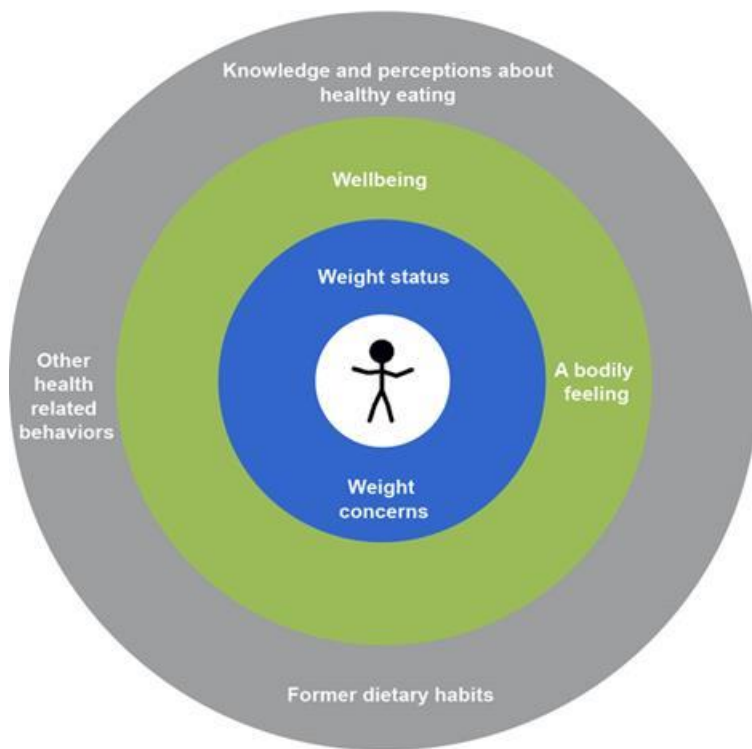 Knowledge and perceptions about
healthy eating
Wellbeing
Weight status
Other
health
related
behaviors
A bodily
feeling
Weight
concerns
Former dietary habits